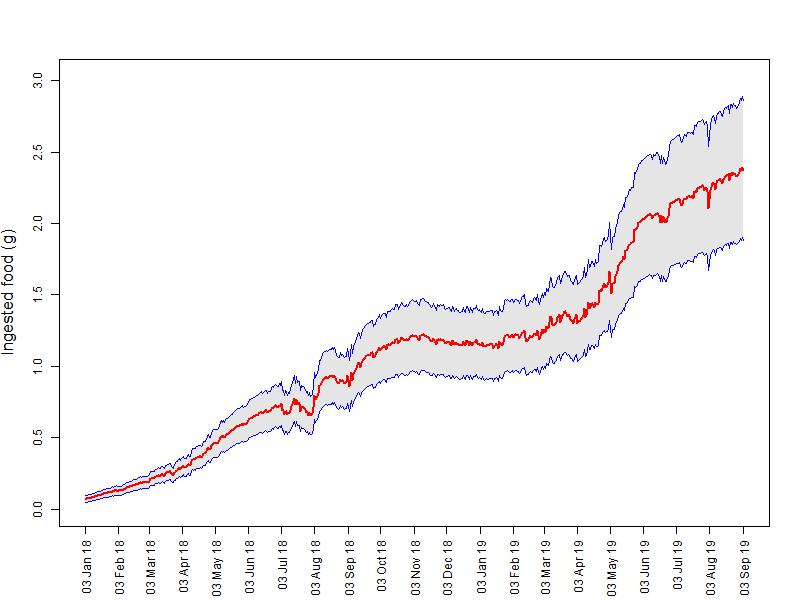 Ingested food (g)
3.0
2.5
2.0
1.5
1.0
0.5
0.0
03 Jan 18
03 Feb 18
03 Mar 18
03 Apr 18
03 May 18
03 Jun 18
03 Jul 18
03 Aug 18
03 Sep 18
03 Oct 18
03 Nov 18
03 Dec 18
03 Jan 19
03 Feb 19
03 Mar 19
03 Apr 19
03 May 19
03 Jun 19
03 Jul 19
03 Aug 19
03 Sep 19